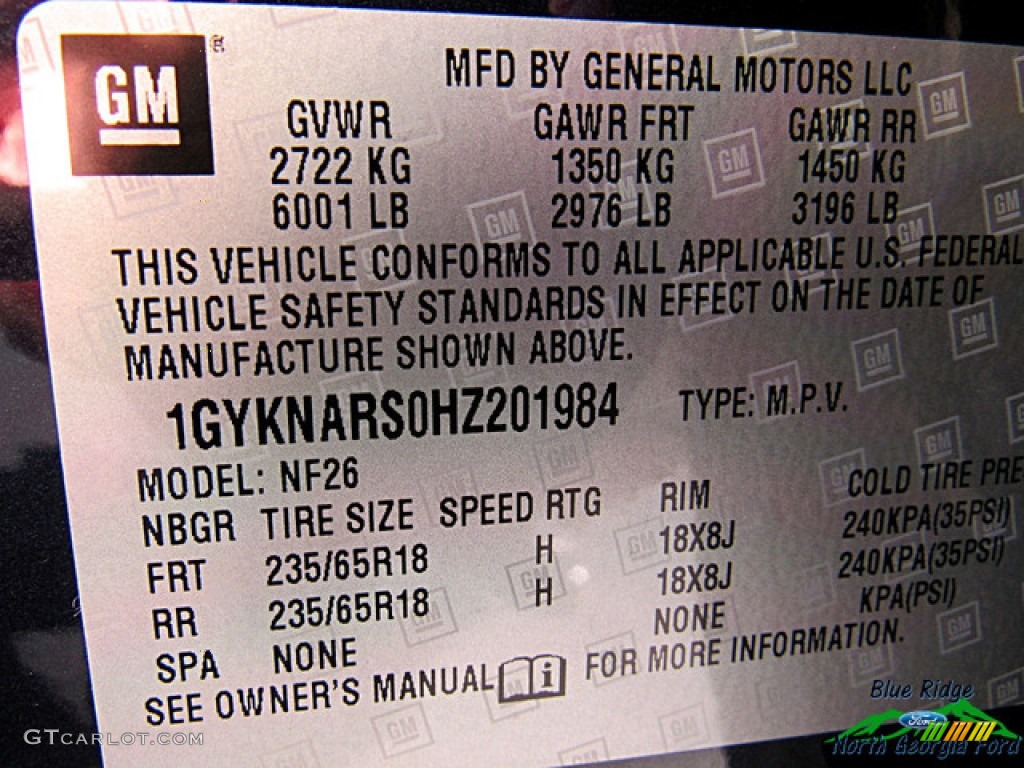 GM ®
MFD BY GENERAL MOTORS LLC
GVWR GAWR FRT GAWR RR
2722 KG 1350 KG 1450 KG
6001 LB 2976 LB 3196 LB
THIS VEHICLE CONFORMS TO ALL APPLICABLE U.S. FEDERAL
VEHICLE SAFETY STANDARDS IN EFFECT ON THE DATE OF
MANUFACTURE SHOWN ABOVE.
1GYKNARS0HZ201984 TYPE: M.P.V.
MODEL: NF26
NBGR TIRE SIZE SPEED RTG RIM COLD TIRE PRE
FRT 235/65R18 H 18X8J 240KPA(35PSI)
RR 235/65R18 H 18X8J 240KPA(35PSI)
SPA NONE NONE KPA(PSI)
SEE OWNER'S MANUAL i FOR MORE INFORMATION.
GTCARLOT.COM
Blue Ridge
Ford
North Georgia Ford